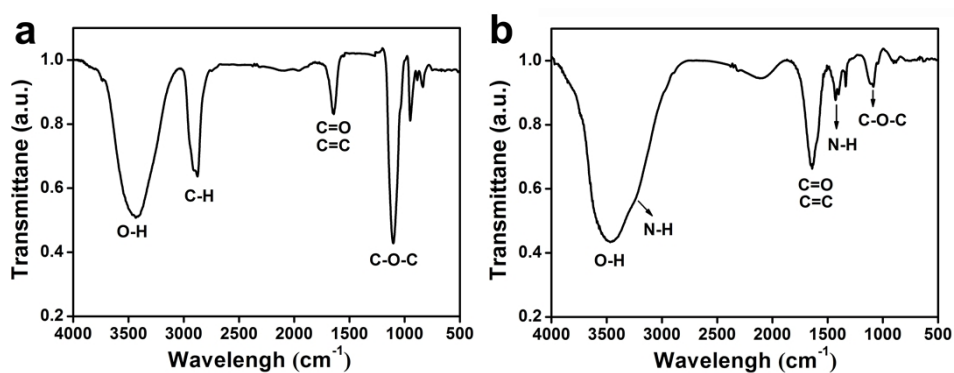 a
1.0
0.8
0.6
0.4
0.2
Transmittane (a.u.)
O-H
C-H
C=O
C=C
C-O-C
4000 3500 3000 2500 2000 1500 1000 500
Wavelengh (cm⁻¹)
b
1.0
0.8
0.6
0.4
0.2
Transmittane (a.u.)
O-H
N-H
C=O
C=C
N-H
C-O-C
4000 3500 3000 2500 2000 1500 1000 500
Wavelengh (cm⁻¹)